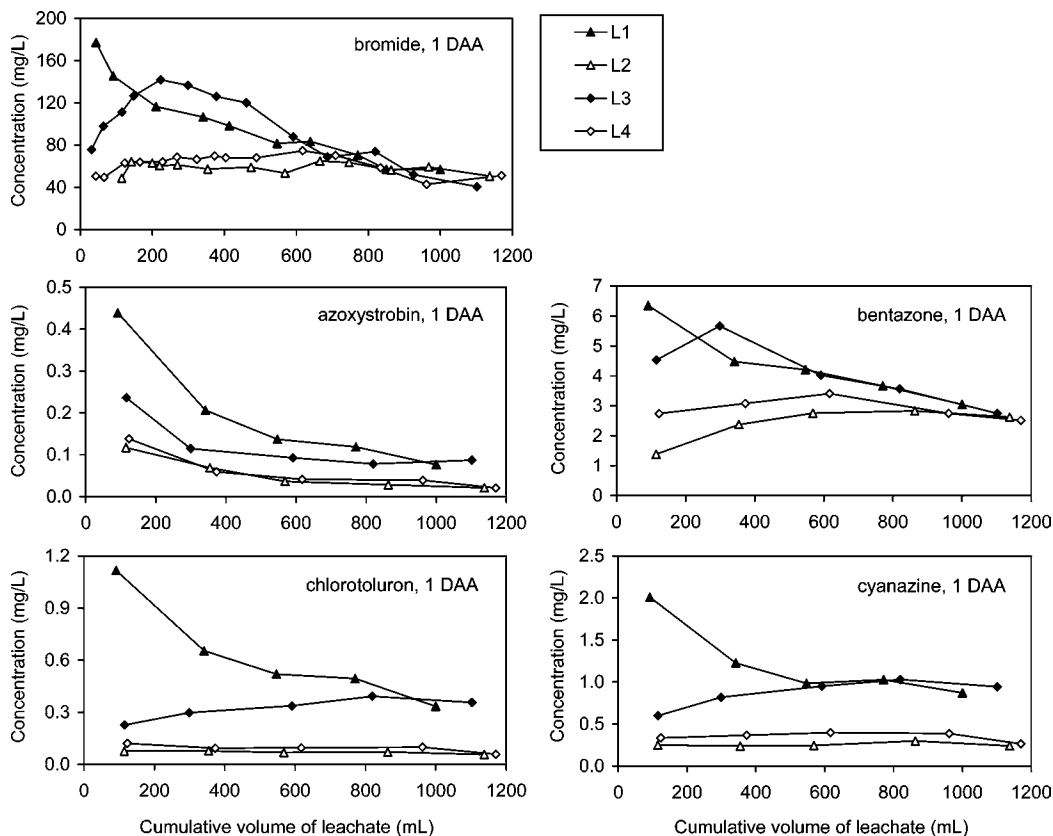 bromide, 1 DAA
Concentration (mg/L)
200
160
120
80
40
0
0 200 400 600 800 1000 1200
L1
L2
L3
L4
azoxystrobin, 1 DAA
Concentration (mg/L)
0.5
0.4
0.3
0.2
0.1
0.0
0 200 400 600 800 1000 1200
bentazone, 1 DAA
Concentration (mg/L)
7
6
5
4
3
2
1
0
0 200 400 600 800 1000 1200
chlorotoluron, 1 DAA
Concentration (mg/L)
1.2
0.9
0.6
0.3
0.0
0 200 400 600 800 1000 1200
Cumulative volume of leachate (mL)
cyanazine, 1 DAA
Concentration (mg/L)
2.5
2.0
1.5
1.0
0.5
0.0
0 200 400 600 800 1000 1200
Cumulative volume of leachate (mL)